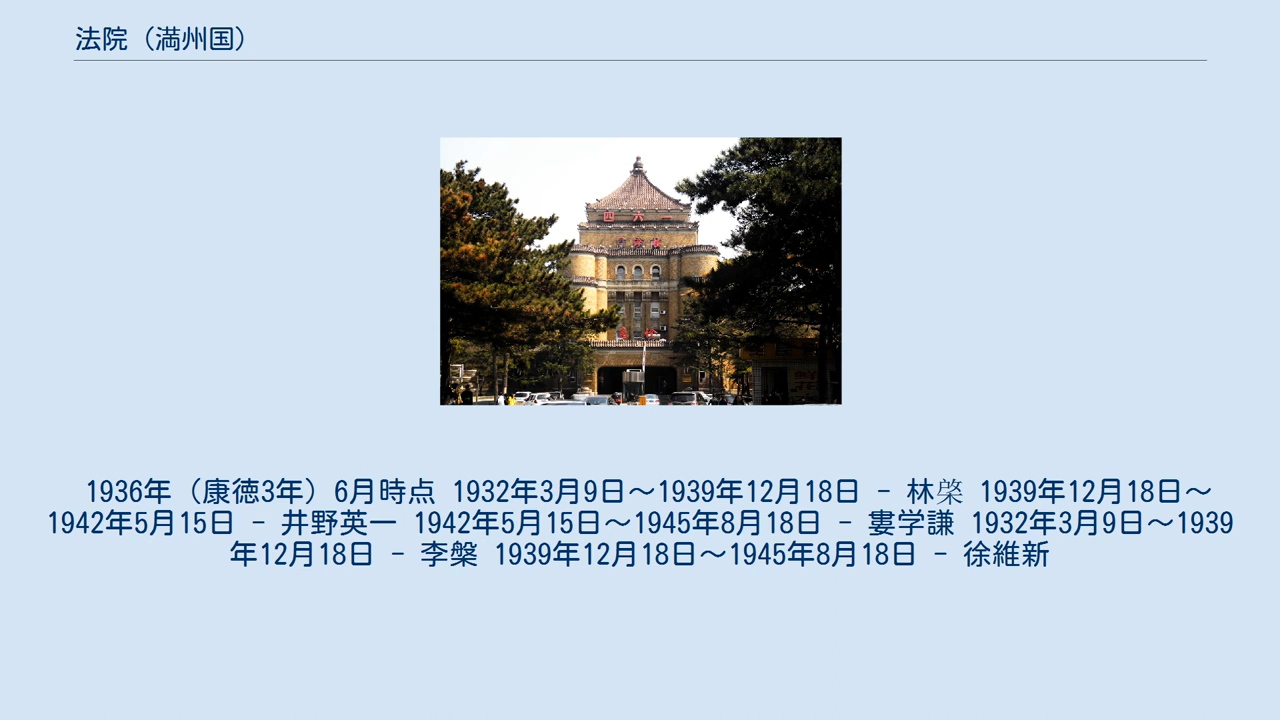 法院（満州国）
四六一
1936年（康徳3年）6月時点 1932年3月9日～1939年12月18日 - 林棨 1939年12月18日～
1942年5月15日 - 井野英一 1942年5月15日～1945年8月18日 - 婁学謙 1932年3月9日～1939
年12月18日 - 李槃 1939年12月18日～1945年8月18日 - 徐維新